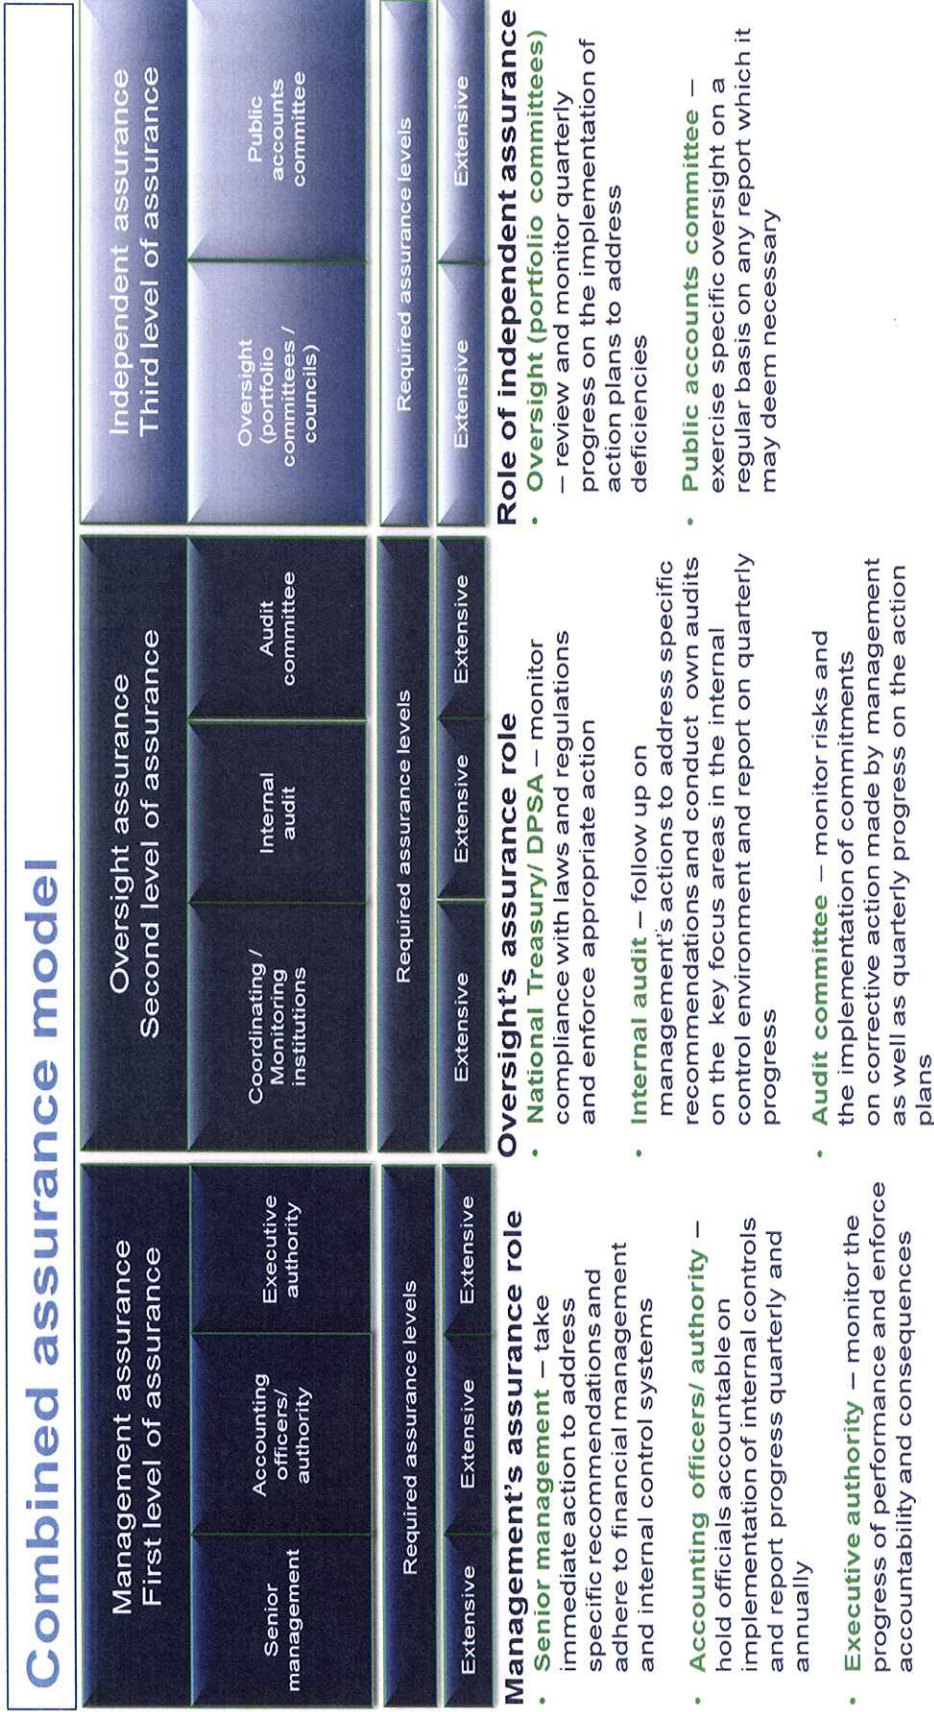 Combined assurance model
Management assurance
First level of assurance
Senior
management
Accounting
officers/
authority
Executive
authority
Required assurance levels
Extensive
Extensive
Extensive
Management's assurance role
• Senior management – take
immediate action to address
specific recommendations and
adhere to financial management
and internal control systems
• Accounting officers/ authority –
hold officials accountable on
implementation of internal controls
and report progress quarterly and
annually
• Executive authority – monitor the
progress of performance and enforce
accountability and consequences
Oversight assurance
Second level of assurance
Coordinating /
Monitoring
institutions
Internal
audit
Audit
committee
Required assurance levels
Extensive
Extensive
Extensive
Oversight's assurance role
• National Treasury/ DPSA – monitor
compliance with laws and regulations
and enforce appropriate action
• Internal audit – follow up on
management's actions to address specific
recommendations and conduct own audits
on the key focus areas in the internal
control environment and report on quarterly
progress
• Audit committee – monitor risks and
the implementation of commitments
on corrective action made by management
as well as quarterly progress on the action
plans
Independent assurance
Third level of assurance
Oversight
(portfolio
committees /
councils)
Public
accounts
committee
Required assurance levels
Extensive
Extensive
Role of independent assurance
• Oversight (portfolio committees)
– review and monitor quarterly
progress on the implementation of
action plans to address
deficiencies
• Public accounts committee –
exercise specific oversight on a
regular basis on any report which it
may deem necessary